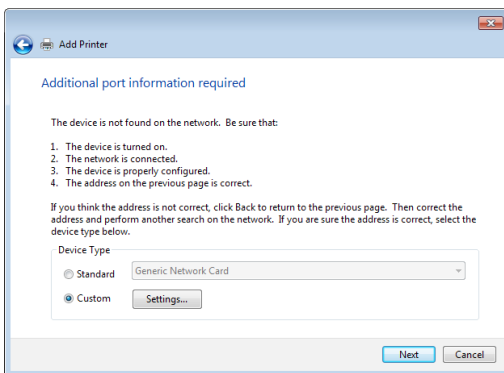 Add Printer
Additional port information required
The device is not found on the network. Be sure that:
1. The device is turned on.
2. The network is connected.
3. The device is properly configured.
4. The address on the previous page is correct.
If you think the address is not correct, click Back to return to the previous page. Then correct the
address and perform another search on the network. If you are sure the address is correct, select the
device type below.
Device Type
Standard
Generic Network Card
Custom
Settings...
Next
Cancel